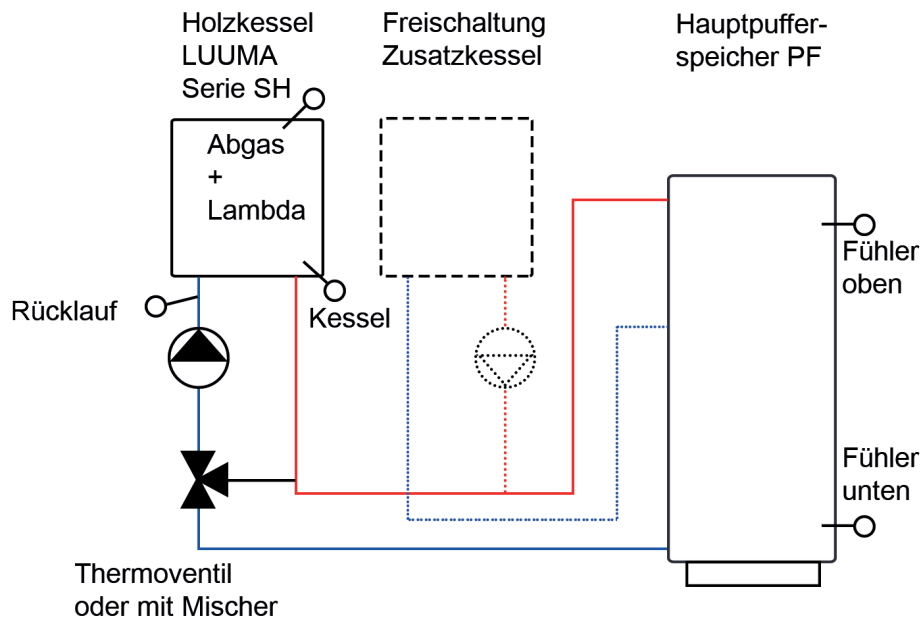 Holzkessel
LUUMA
Serie SH
Freischaltung
Zusatzkessel
Hauptpuffer-
speicher PF
Abgas
+
Lambda
Fühler
oben
Rücklauf
Kessel
Fühler
unten
Thermoventil
oder mit Mischer